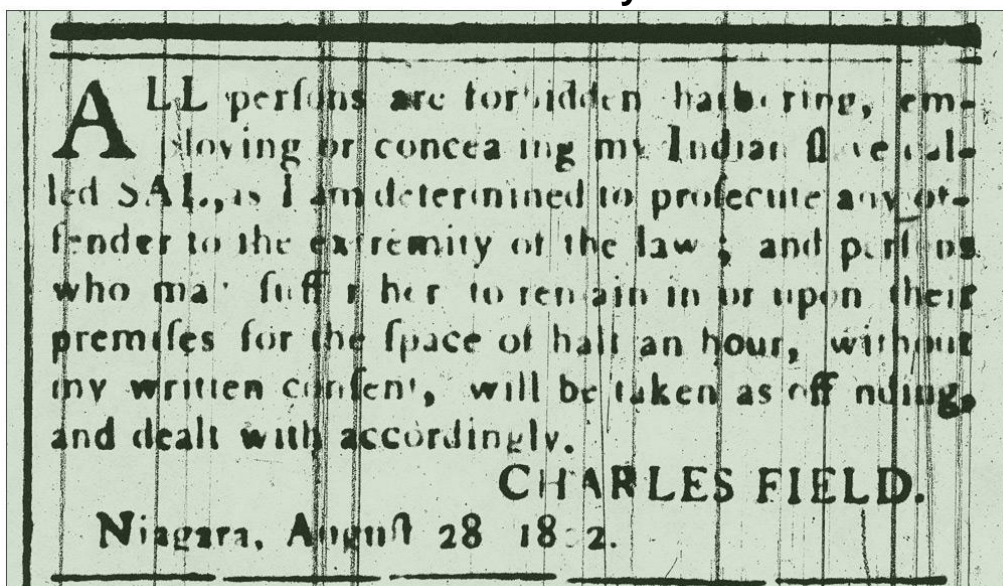 ALL perſons are forbidden harbouring, em-
ploying or concealing my Indian ſlave cal-
led SAL, as I am determined to proſecute any of-
fender to the extremity of the law; and perſons
who may ſuffer her to remain in or upon their
premiſes for the ſpace of half an hour, without
my written conſent, will be taken as offending,
and dealt with accordingly.
CHARLES FIELD.
Niagara, Auguſt 28